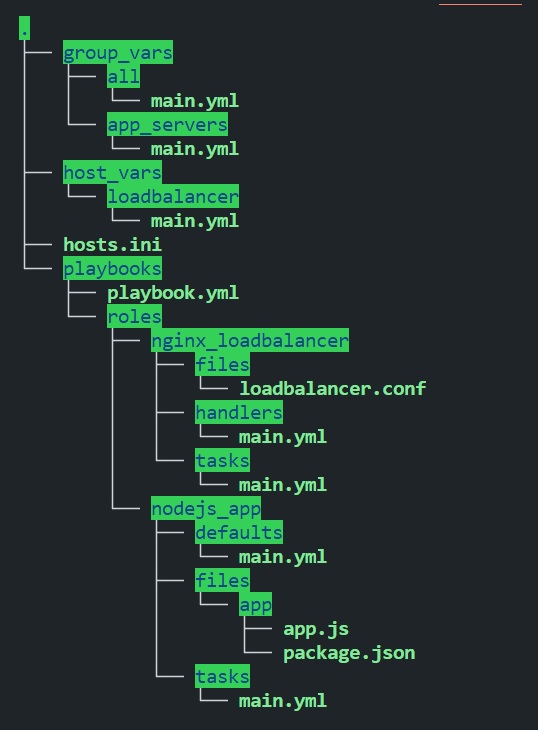 .
group_vars
all
main.yml
app_servers
main.yml
host_vars
loadbalancer
main.yml
hosts.ini
playbooks
playbook.yml
roles
nginx_loadbalancer
files
loadbalancer.conf
handlers
main.yml
tasks
main.yml
nodejs_app
defaults
main.yml
files
app
app.js
package.json
tasks
main.yml